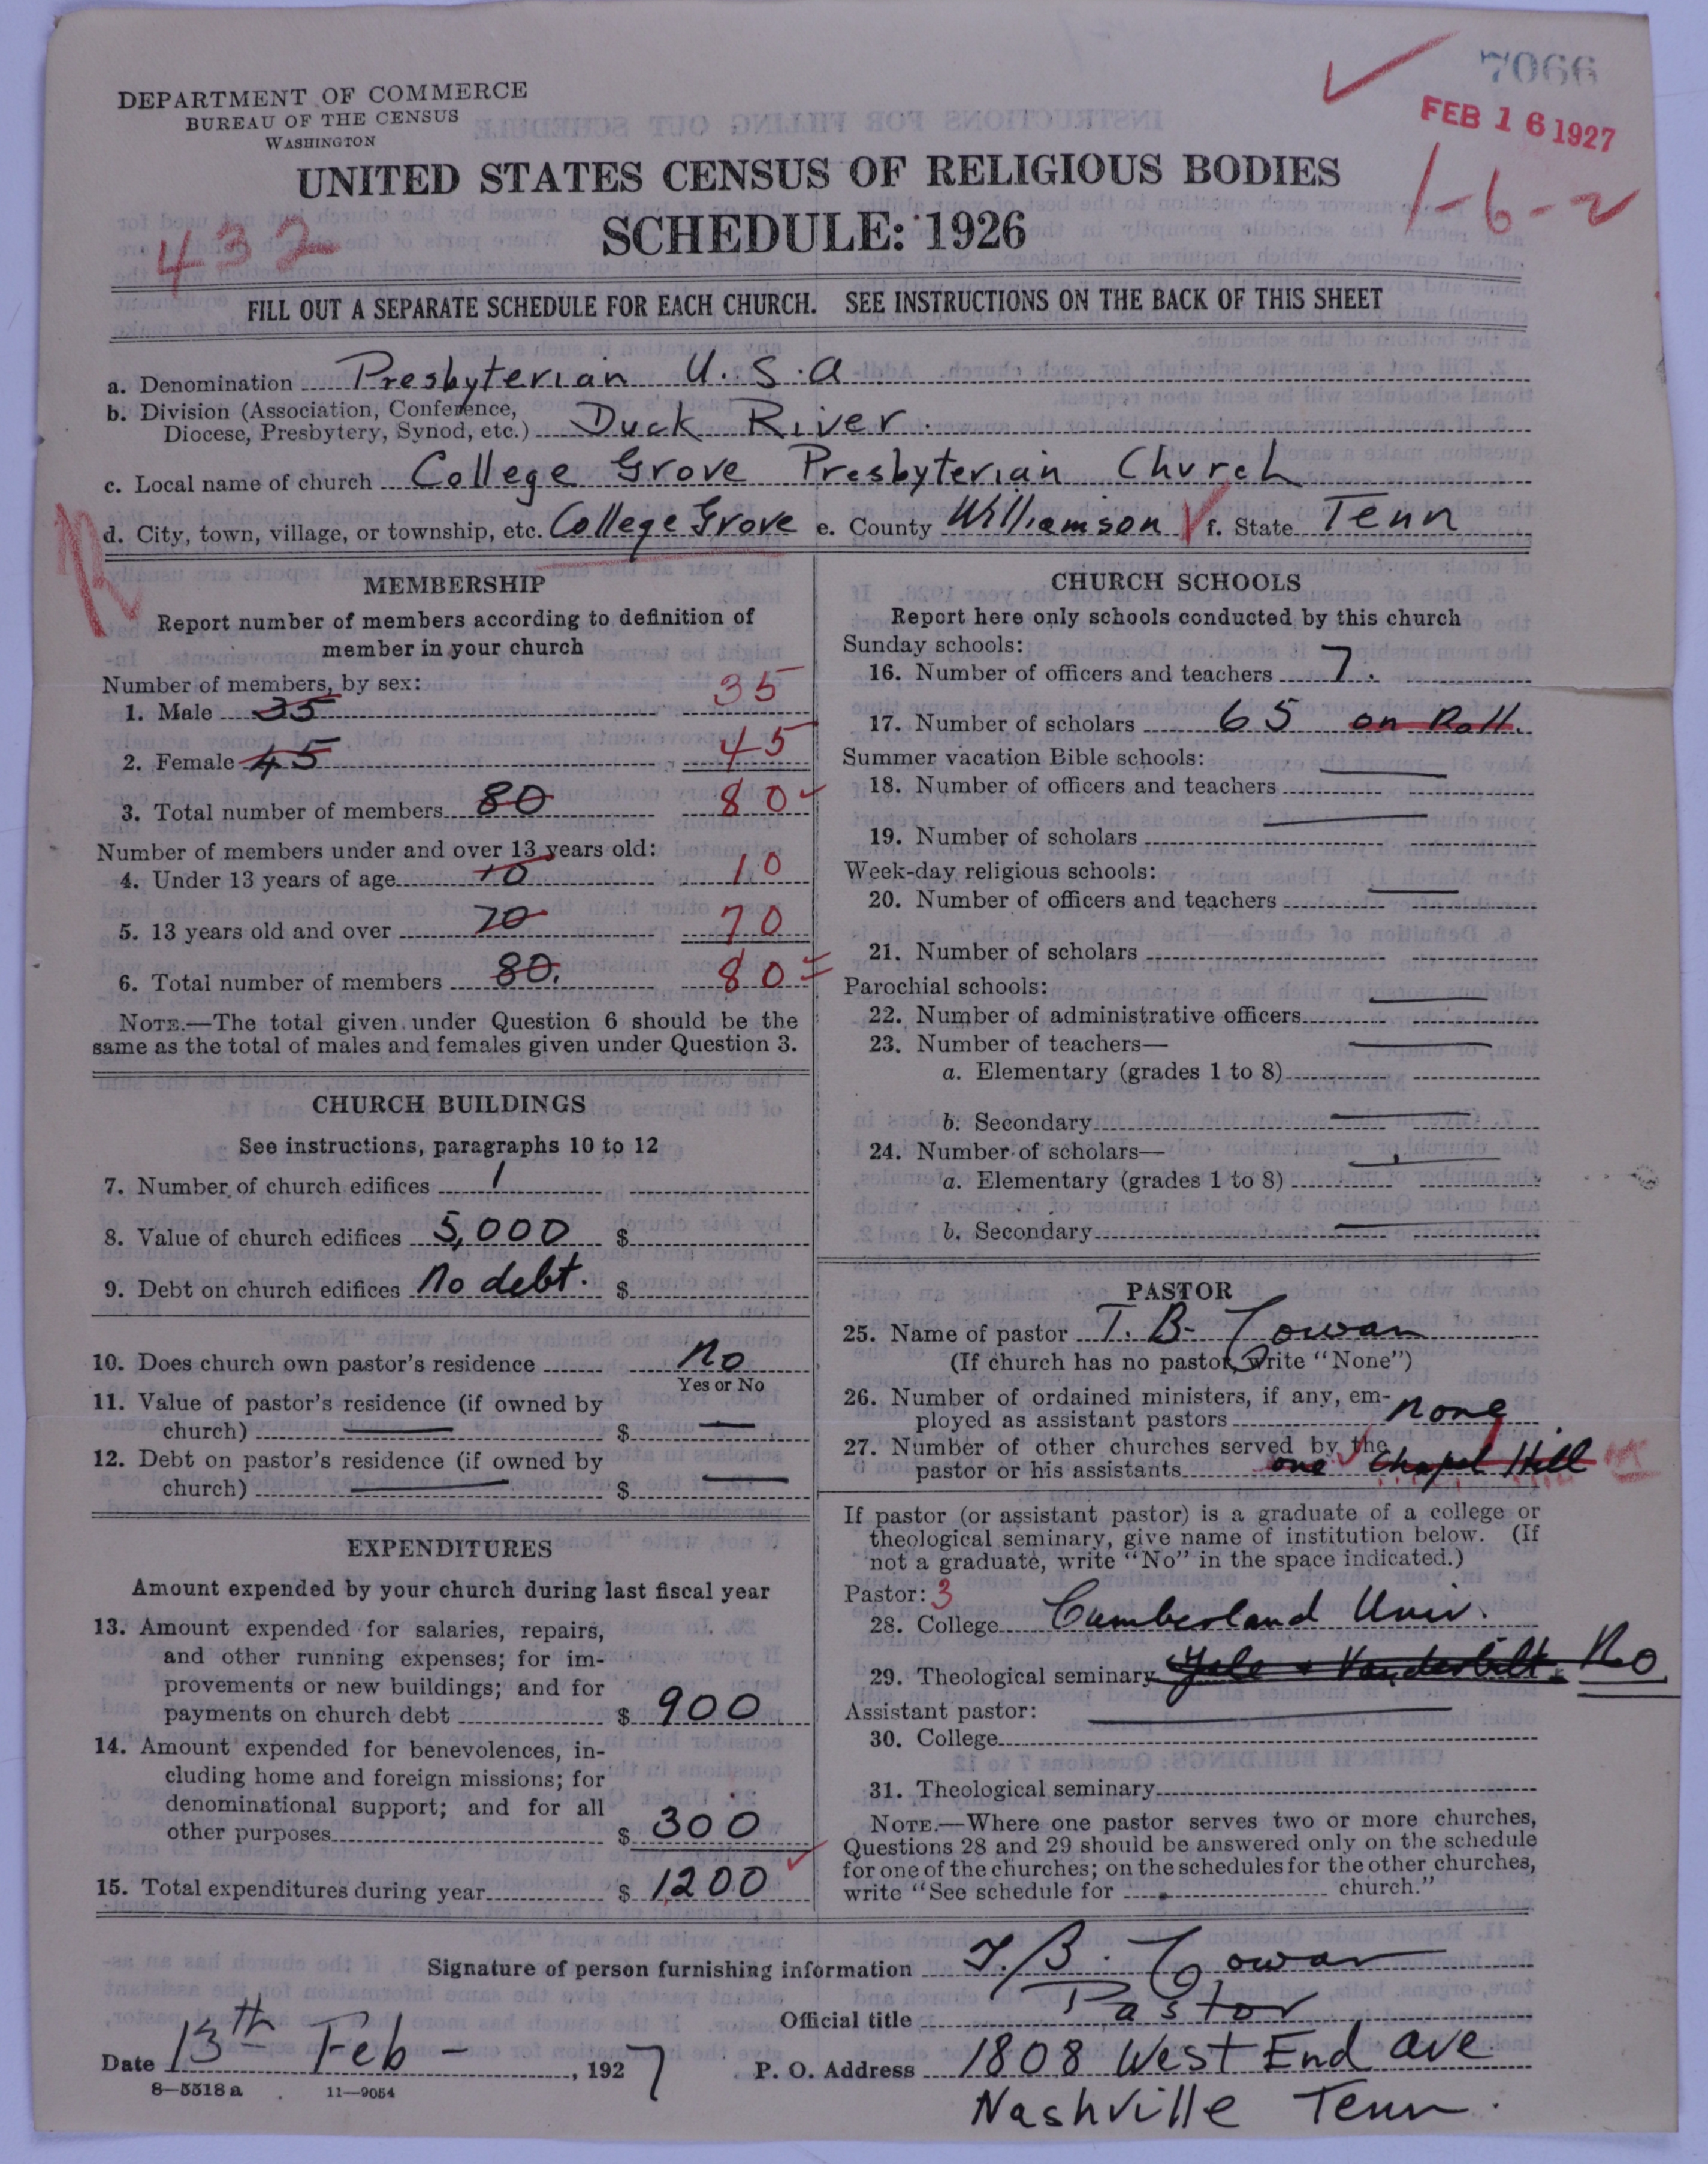 7066
FEB 16 1927
DEPARTMENT OF COMMERCE
BUREAU OF THE CENSUS
WASHINGTON
UNITED STATES CENSUS OF RELIGIOUS BODIES
SCHEDULE: 1926
1-6-2
432
FILL OUT A SEPARATE SCHEDULE FOR EACH CHURCH. SEE INSTRUCTIONS ON THE BACK OF THIS SHEET
a. Denomination Presbyterian U.S.A
b. Division (Association, Conference,
Diocese, Presbytery, Synod, etc.) Duck River.
c. Local name of church College Grove Presbyterian Church
d. City, town, village, or township, etc. College Grove e. County Williamson f. State Tenn
MEMBERSHIP
Report number of members according to definition of
member in your church
Number of members, by sex:
1. Male 35 35
2. Female 45 45
3. Total number of members 80 80
Number of members under and over 13 years old:
4. Under 13 years of age 10 10
5. 13 years old and over 70 70
6. Total number of members 80. 80
NOTE.—The total given under Question 6 should be the
same as the total of males and females given under Question 3.
CHURCH BUILDINGS
See instructions, paragraphs 10 to 12
7. Number of church edifices 1
8. Value of church edifices 5,000 $
9. Debt on church edifices No debt. $
10. Does church own pastor's residence No
Yes or No
11. Value of pastor's residence (if owned by
church) $
12. Debt on pastor's residence (if owned by
church) $
EXPENDITURES
Amount expended by your church during last fiscal year
13. Amount expended for salaries, repairs,
and other running expenses; for im-
provements or new buildings; and for
payments on church debt $ 900
14. Amount expended for benevolences, in-
cluding home and foreign missions; for
denominational support; and for all
other purposes $ 300
15. Total expenditures during year $ 1200
CHURCH SCHOOLS
Report here only schools conducted by this church
Sunday schools:
16. Number of officers and teachers 7.
17. Number of scholars 65 on Roll.
Summer vacation Bible schools:
18. Number of officers and teachers
19. Number of scholars
Week-day religious schools:
20. Number of officers and teachers
21. Number of scholars
Parochial schools:
22. Number of administrative officers
23. Number of teachers—
a. Elementary (grades 1 to 8)
b. Secondary
24. Number of scholars—
a. Elementary (grades 1 to 8)
b. Secondary
PASTOR
25. Name of pastor T. B. Gowan
(If church has no pastor, write "None")
26. Number of ordained ministers, if any, em-
ployed as assistant pastors None
27. Number of other churches served by the
pastor or his assistants one Chapel Hill
If pastor (or assistant pastor) is a graduate of a college or
theological seminary, give name of institution below. (If
not a graduate, write "No" in the space indicated.)
Pastor: 3
28. College Cumberland Univ.
29. Theological seminary Yale + Vanderbilt. No
Assistant pastor:
30. College
31. Theological seminary
NOTE.—Where one pastor serves two or more churches,
Questions 28 and 29 should be answered only on the schedule
for one of the churches; on the schedules for the other churches,
write "See schedule for church."
Signature of person furnishing information T. B. Gowan
Official title Pastor
Date 13th Feb - , 1927 P. O. Address 1808 West End Ave
Nashville Tenn.
8—5518 a 11—9054